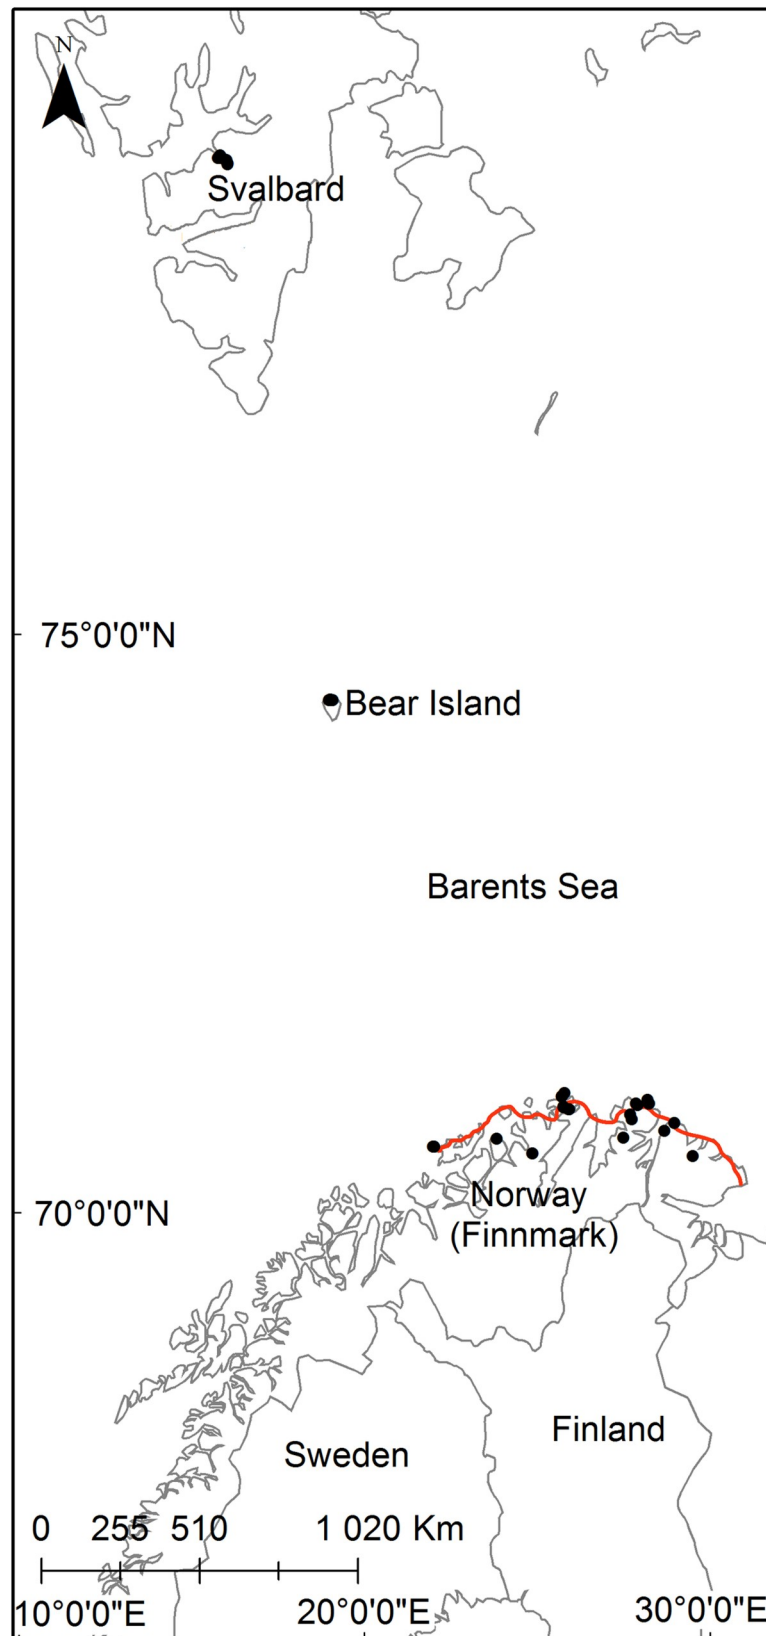 N
Svalbard
75°0'0"N
Bear Island
Barents Sea
70°0'0"N
Norway
(Finnmark)
Finland
Sweden
0 255 510 1 020 Km
10°0'0"E 20°0'0"E 30°0'0"E